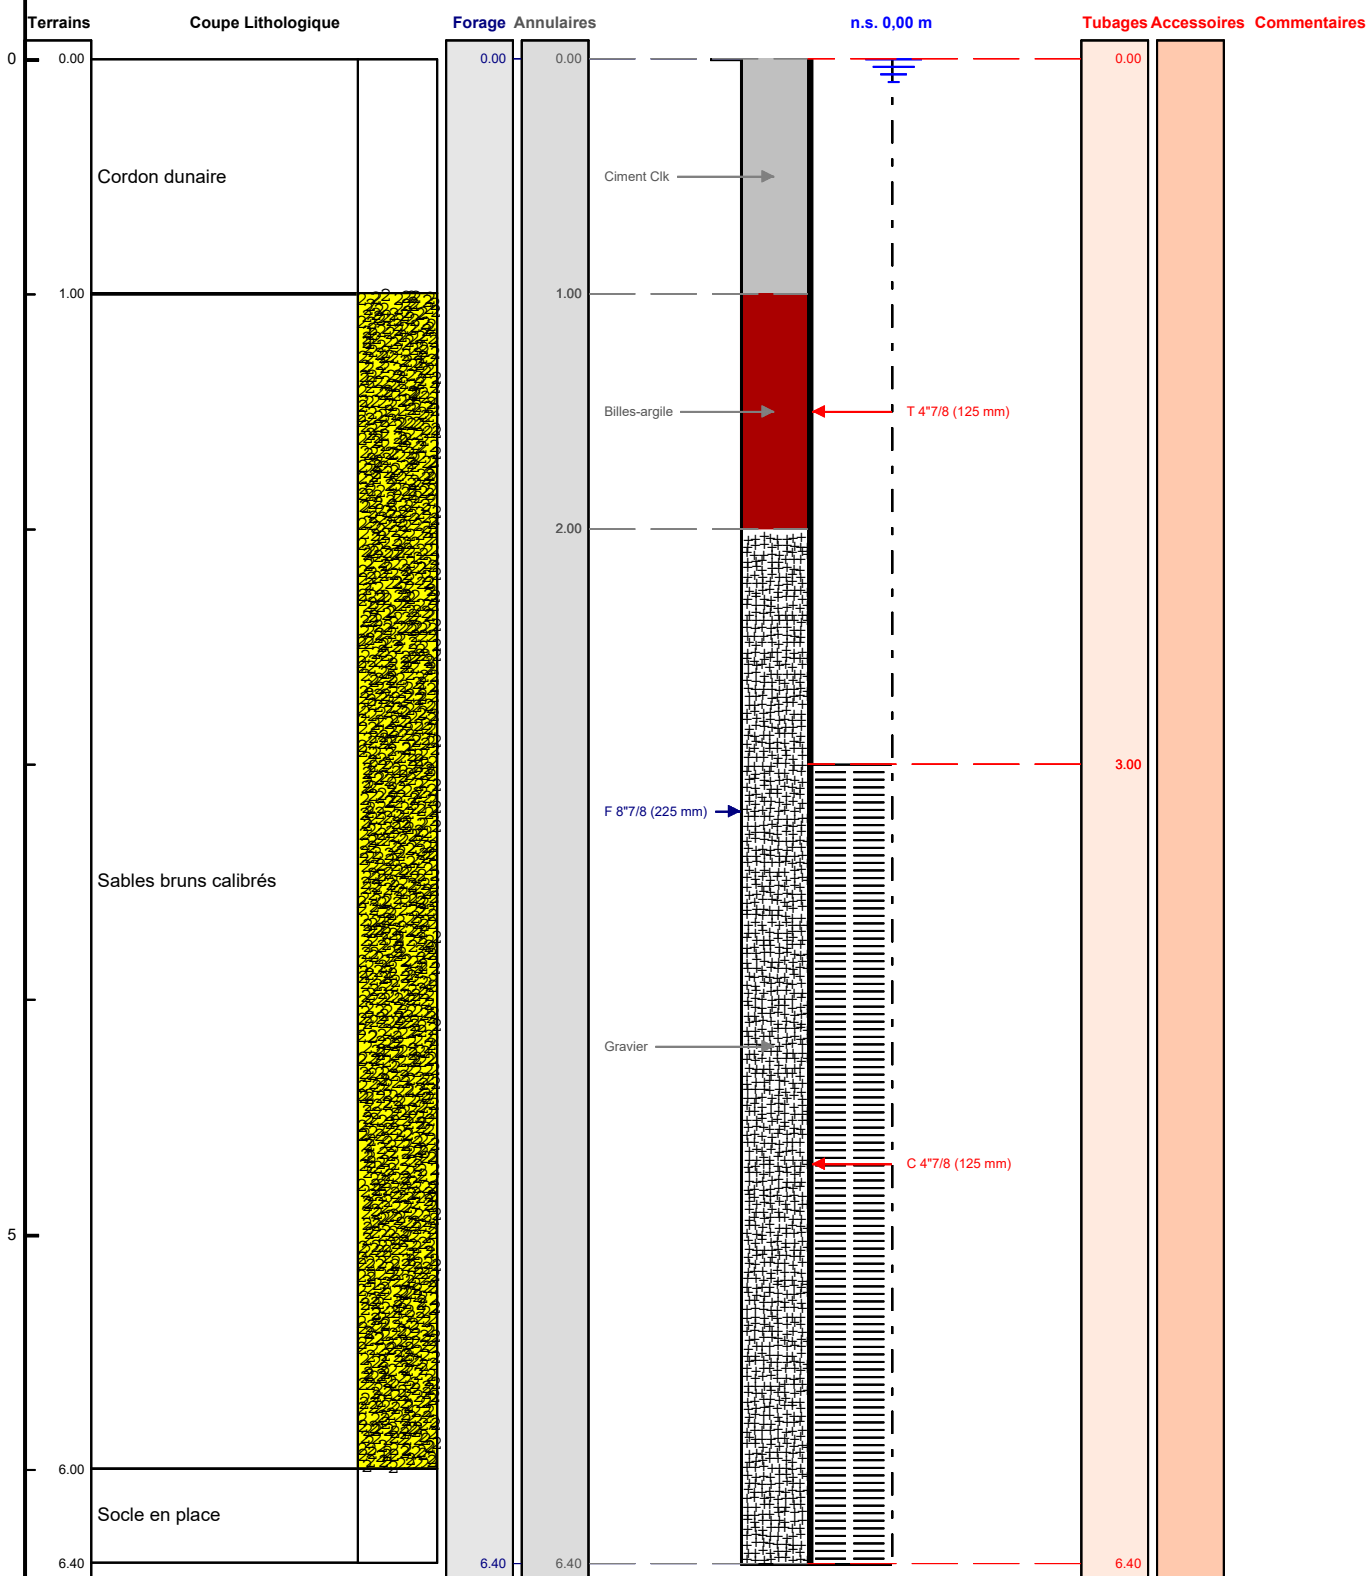 Terrains Coupe Lithologique Forage Annulaires n.s. 0,00 m Tubages Accessoires Commentaires
0 0.00 0.00 0.00 0.00
Cordon dunaire Ciment Clk
1.00 1.00
Billes-argile T 4"7/8 (125 mm)
2.00
3.00
F 8"7/8 (225 mm)
Sables bruns calibrés
Gravier
C 4"7/8 (125 mm)
5
6.00
Socle en place
6.40 6.40 6.40 6.40